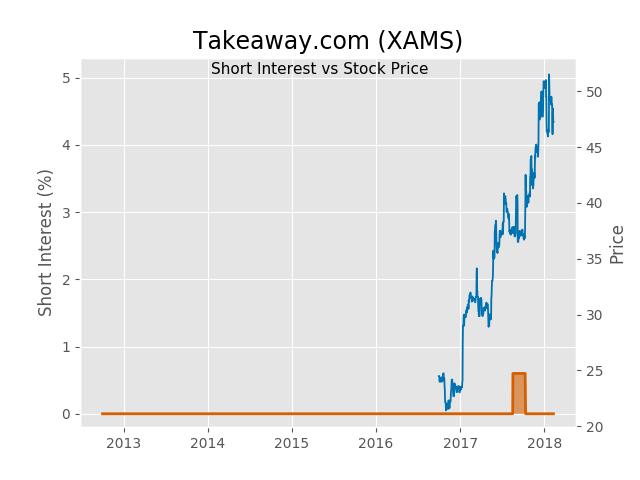 Takeaway.com (XAMS)
Short Interest vs Stock Price
Short Interest (%)
5
4
3
2
1
0
50
45
40
35
30
25
20
Price
2013 2014 2015 2016 2017 2018